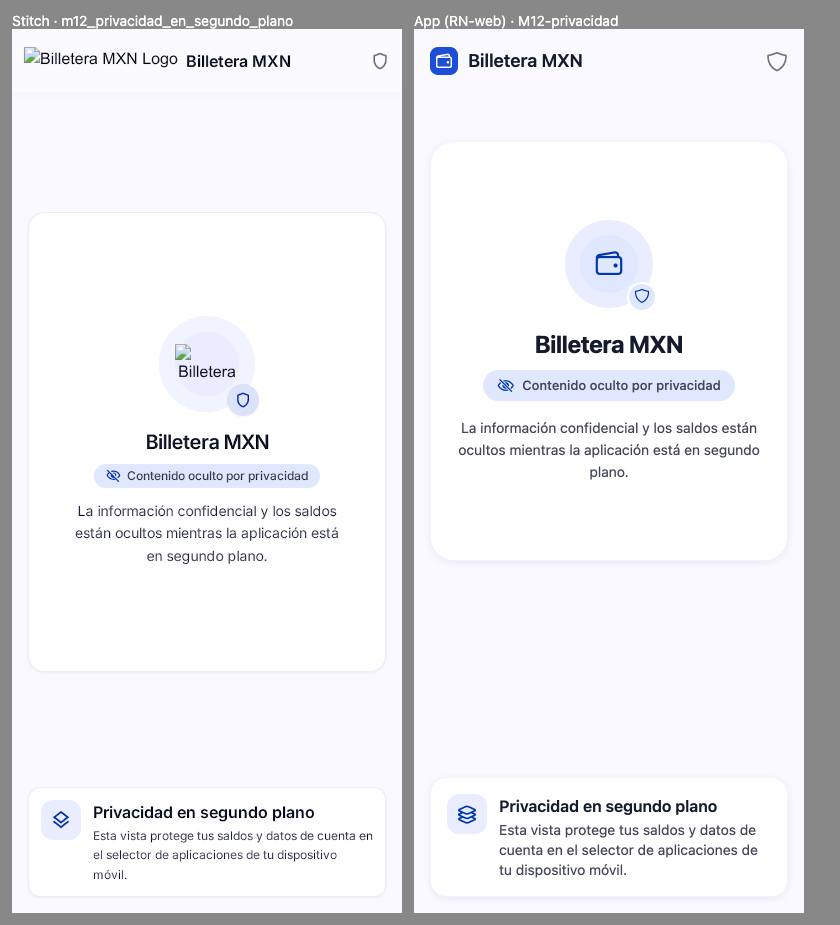 Stitch · m12_privacidad_en_segundo_plano
Billetera MXN Logo Billetera MXN
Billetera
Billetera MXN
Contenido oculto por privacidad
La información confidencial y los saldos
están ocultos mientras la aplicación está
en segundo plano.
Privacidad en segundo plano
Esta vista protege tus saldos y datos de cuenta en
el selector de aplicaciones de tu dispositivo
móvil.
App (RN-web) · M12-privacidad
Billetera MXN
Billetera MXN
Contenido oculto por privacidad
La información confidencial y los saldos están
ocultos mientras la aplicación está en segundo
plano.
Privacidad en segundo plano
Esta vista protege tus saldos y datos de
cuenta en el selector de aplicaciones de
tu dispositivo móvil.